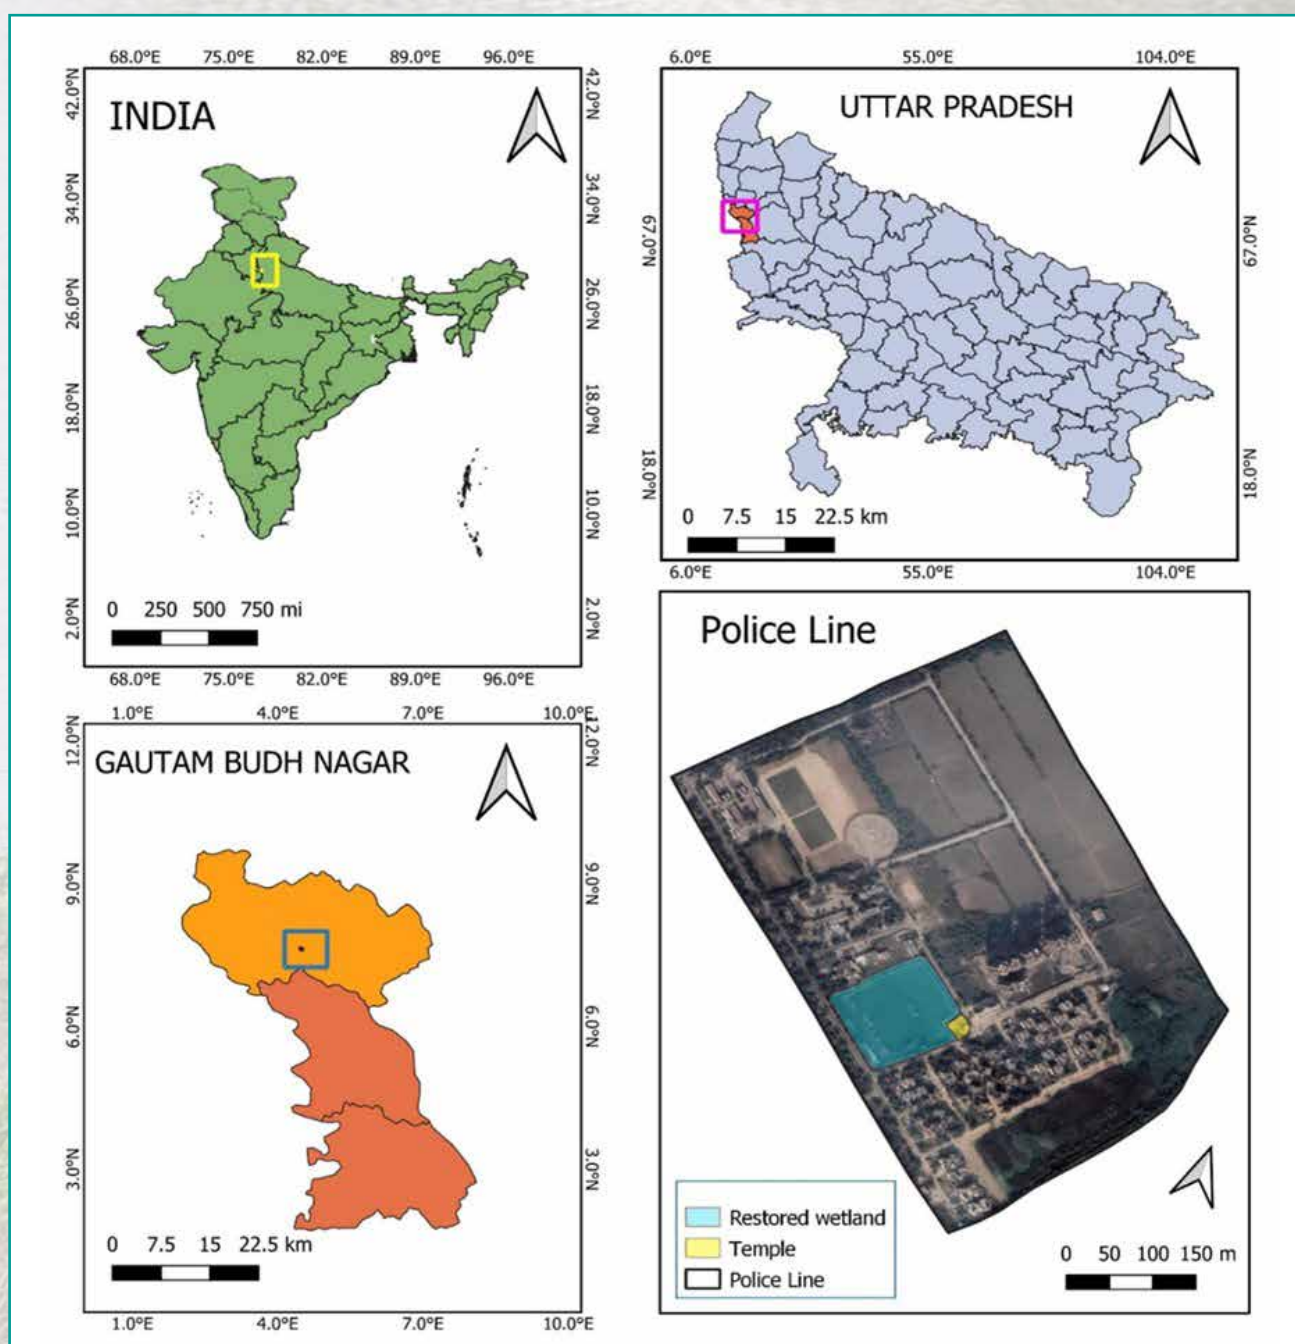 68.0°E 75.0°E 82.0°E 89.0°E 96.0°E
42.0°N 34.0°N 26.0°N 18.0°N 10.0°N 2.0°N
INDIA
42.0°N 34.0°N 26.0°N 18.0°N 10.0°N 2.0°N
0 250 500 750 mi
68.0°E 75.0°E 82.0°E 89.0°E 96.0°E
6.0°E 55.0°E 104.0°E
67.0°N 18.0°N
UTTAR PRADESH
67.0°N 18.0°N
0 7.5 15 22.5 km
6.0°E 55.0°E 104.0°E
1.0°E 4.0°E 7.0°E 10.0°E
12.0°N 9.0°N 6.0°N 3.0°N
GAUTAM BUDH NAGAR
12.0°N 9.0°N 6.0°N 3.0°N
0 7.5 15 22.5 km
1.0°E 4.0°E 7.0°E 10.0°E
Police Line
Restored wetland
Temple
Police Line
0 50 100 150 m